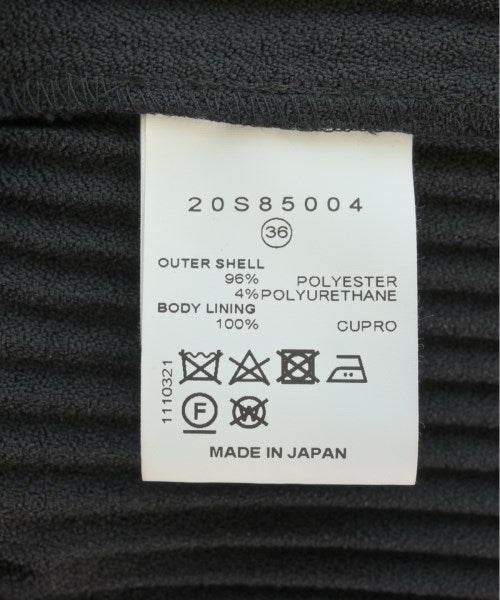 20S85004
36
OUTER SHELL
96% POLYESTER
4% POLYURETHANE
BODY LINING
100% CUPRO
1110321
F W
MADE IN JAPAN